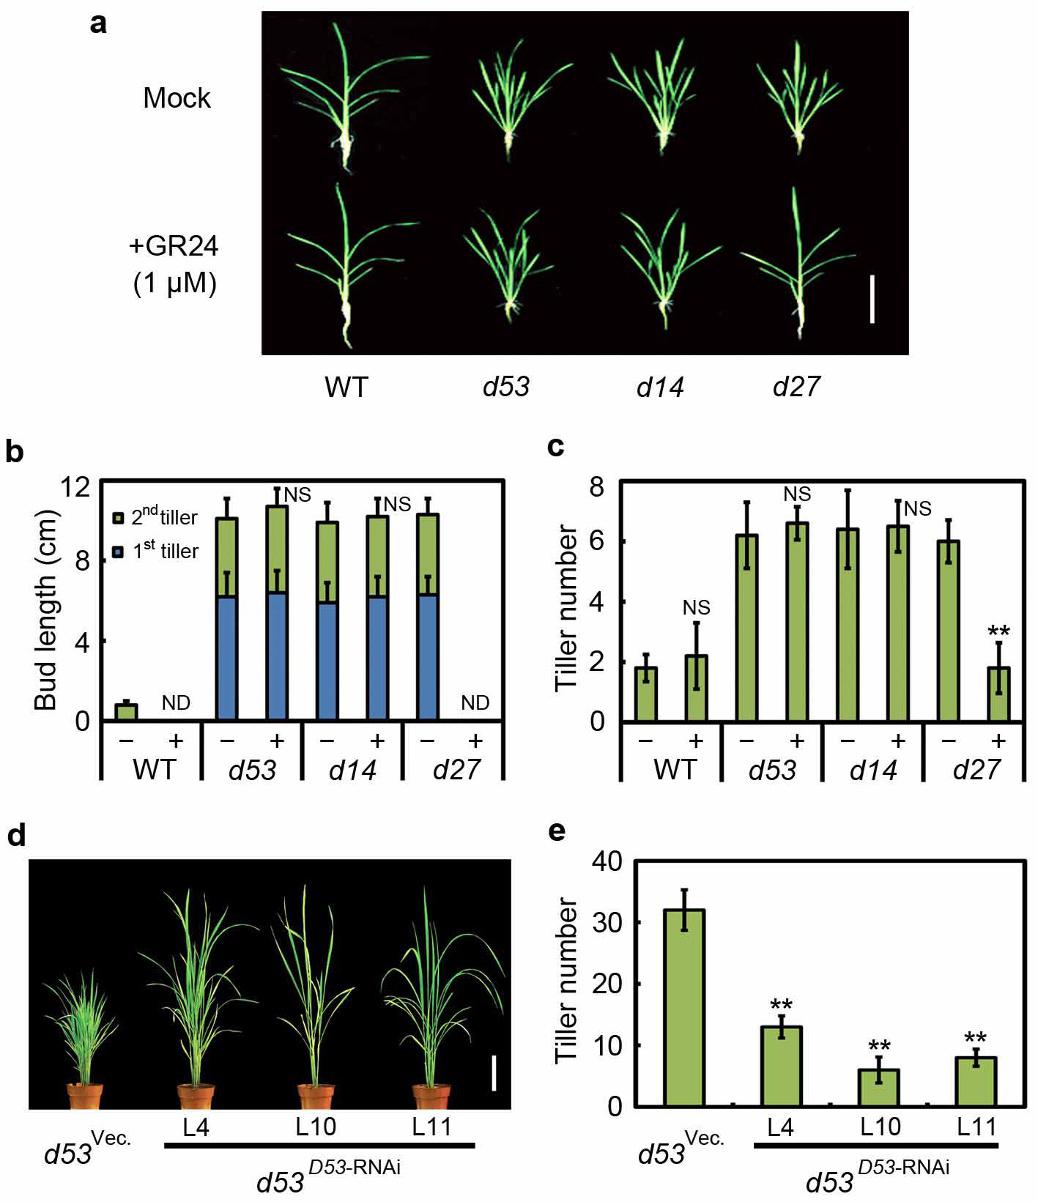 a
Mock
+GR24
(1 µM)
WT d53 d14 d27
b
Bud length (cm)
12
8
4
0
2nd tiller
1st tiller
ND NS NS ND
− + − + − + − +
WT d53 d14 d27
c
Tiller number
8
6
4
2
0
NS NS NS **
− + − + − + − +
WT d53 d14 d27
d
d53Vec. L4 L10 L11
d53D53-RNAi
e
Tiller number
40
30
20
10
0
** ** **
d53Vec. L4 L10 L11
d53D53-RNAi